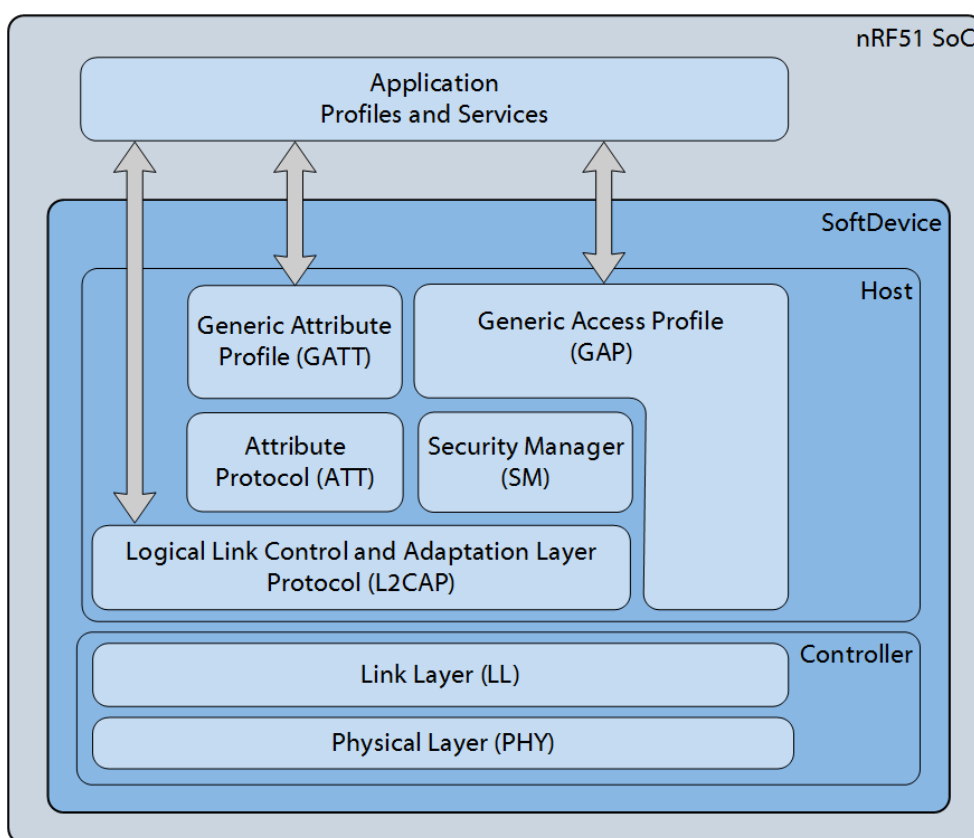 nRF51 SoC
Application
Profiles and Services
SoftDevice
Host
Generic Attribute
Profile (GATT)
Generic Access Profile
(GAP)
Attribute
Protocol (ATT)
Security Manager
(SM)
Logical Link Control and Adaptation Layer
Protocol (L2CAP)
Controller
Link Layer (LL)
Physical Layer (PHY)